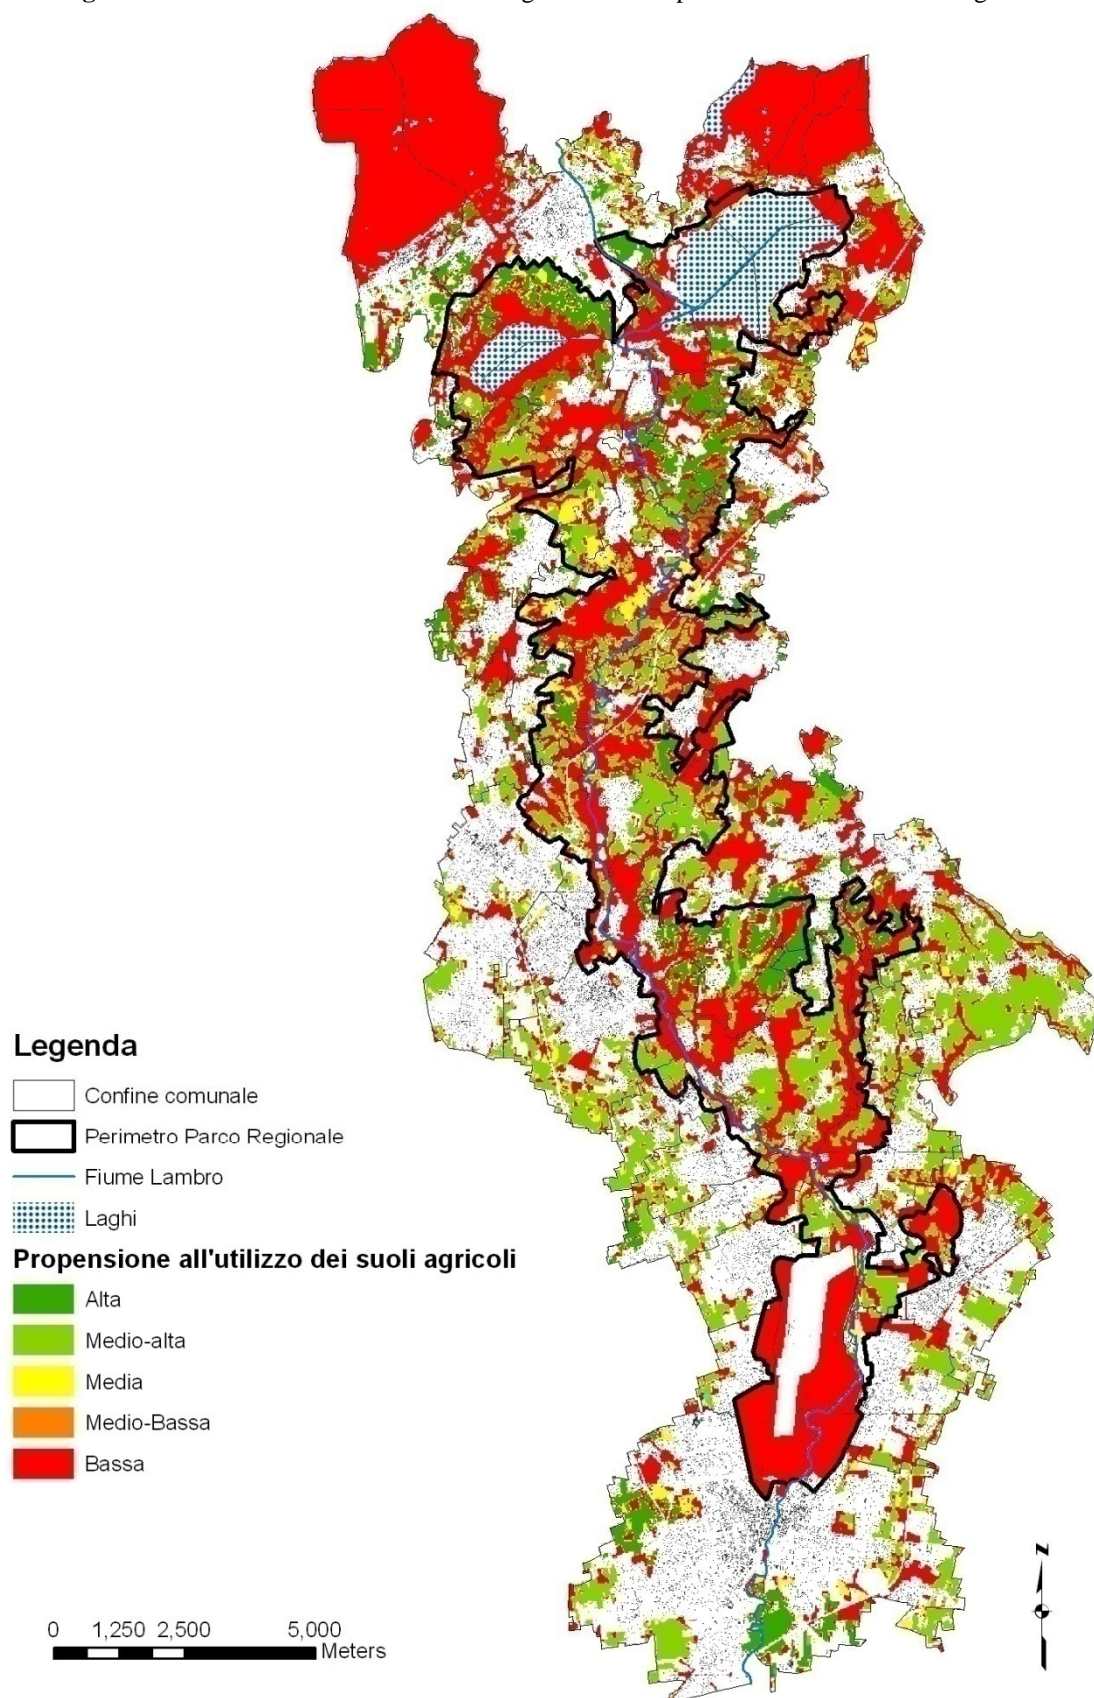 Legenda
Confine comunale
Perimetro Parco Regionale
Fiume Lambro
Laghi
Propensione all'utilizzo dei suoli agricoli
Alta
Medio-alta
Media
Medio-Bassa
Bassa
0 1,250 2,500 5,000
Meters
N